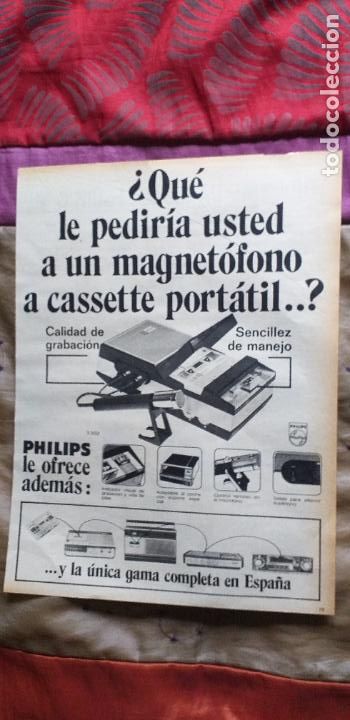 ¿Qué
le pediría usted
a un magnetófono
a cassette portátil..?
Calidad de
grabación
Sencillez
de manejo
PHILIPS
PHILIPS
le ofrece
además:
...y la única gama completa en España
todocoleccion